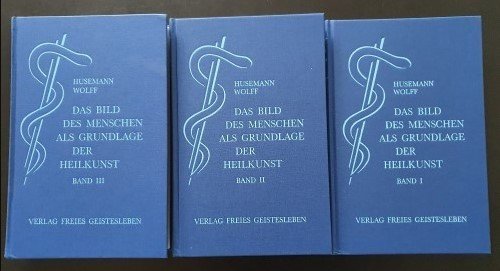 HUSEMANN
WOLFF
DAS BILD
DES MENSCHEN
ALS GRUNDLAGE
DER
HEILKUNST
BAND III
VERLAG FREIES GEISTESLEBEN
HUSEMANN
WOLFF
DAS BILD
DES MENSCHEN
ALS GRUNDLAGE
DER
HEILKUNST
BAND II
VERLAG FREIES GEISTESLEBEN
HUSEMANN
WOLFF
DAS BILD
DES MENSCHEN
ALS GRUNDLAGE
DER
HEILKUNST
BAND I
VERLAG FREIES GEISTESLEBEN